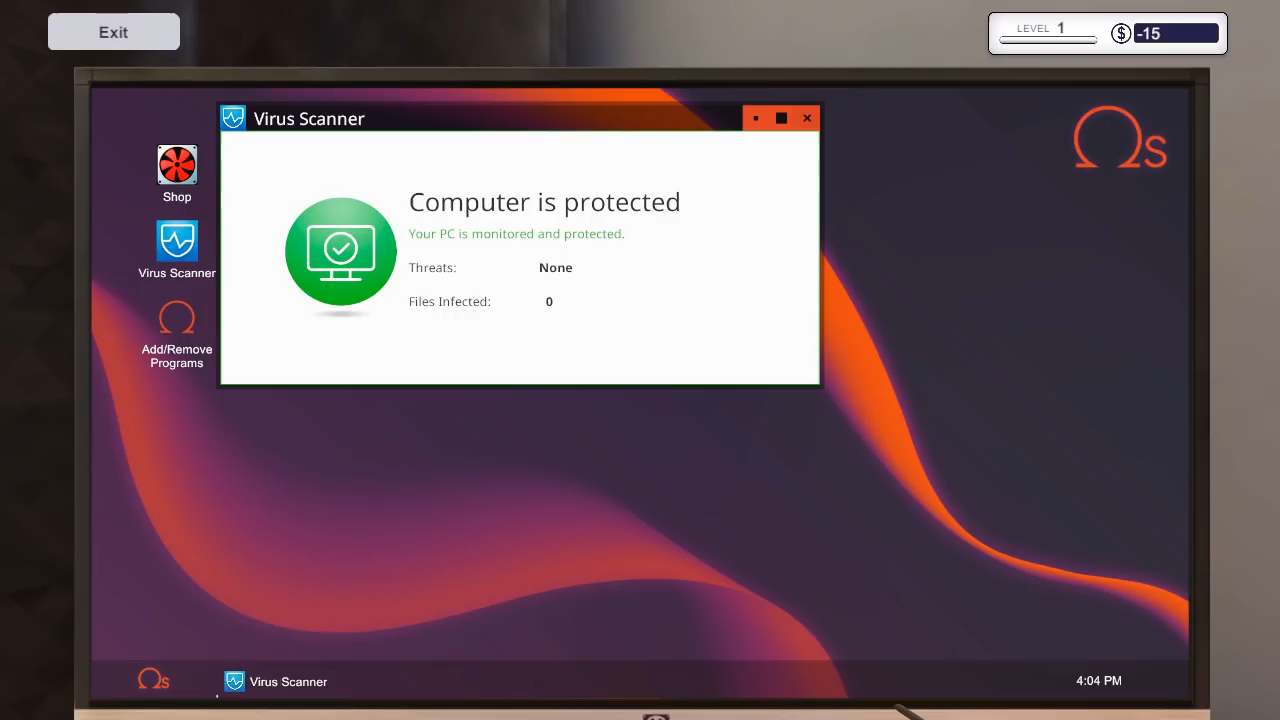 Exit
LEVEL 1
$ -15
Virus Scanner
Ωs
Shop
Virus Scanner
Add/Remove
Programs
Computer is protected
Your PC is monitored and protected.
Threats: None
Files Infected: 0
Ωs
Virus Scanner
4:04 PM